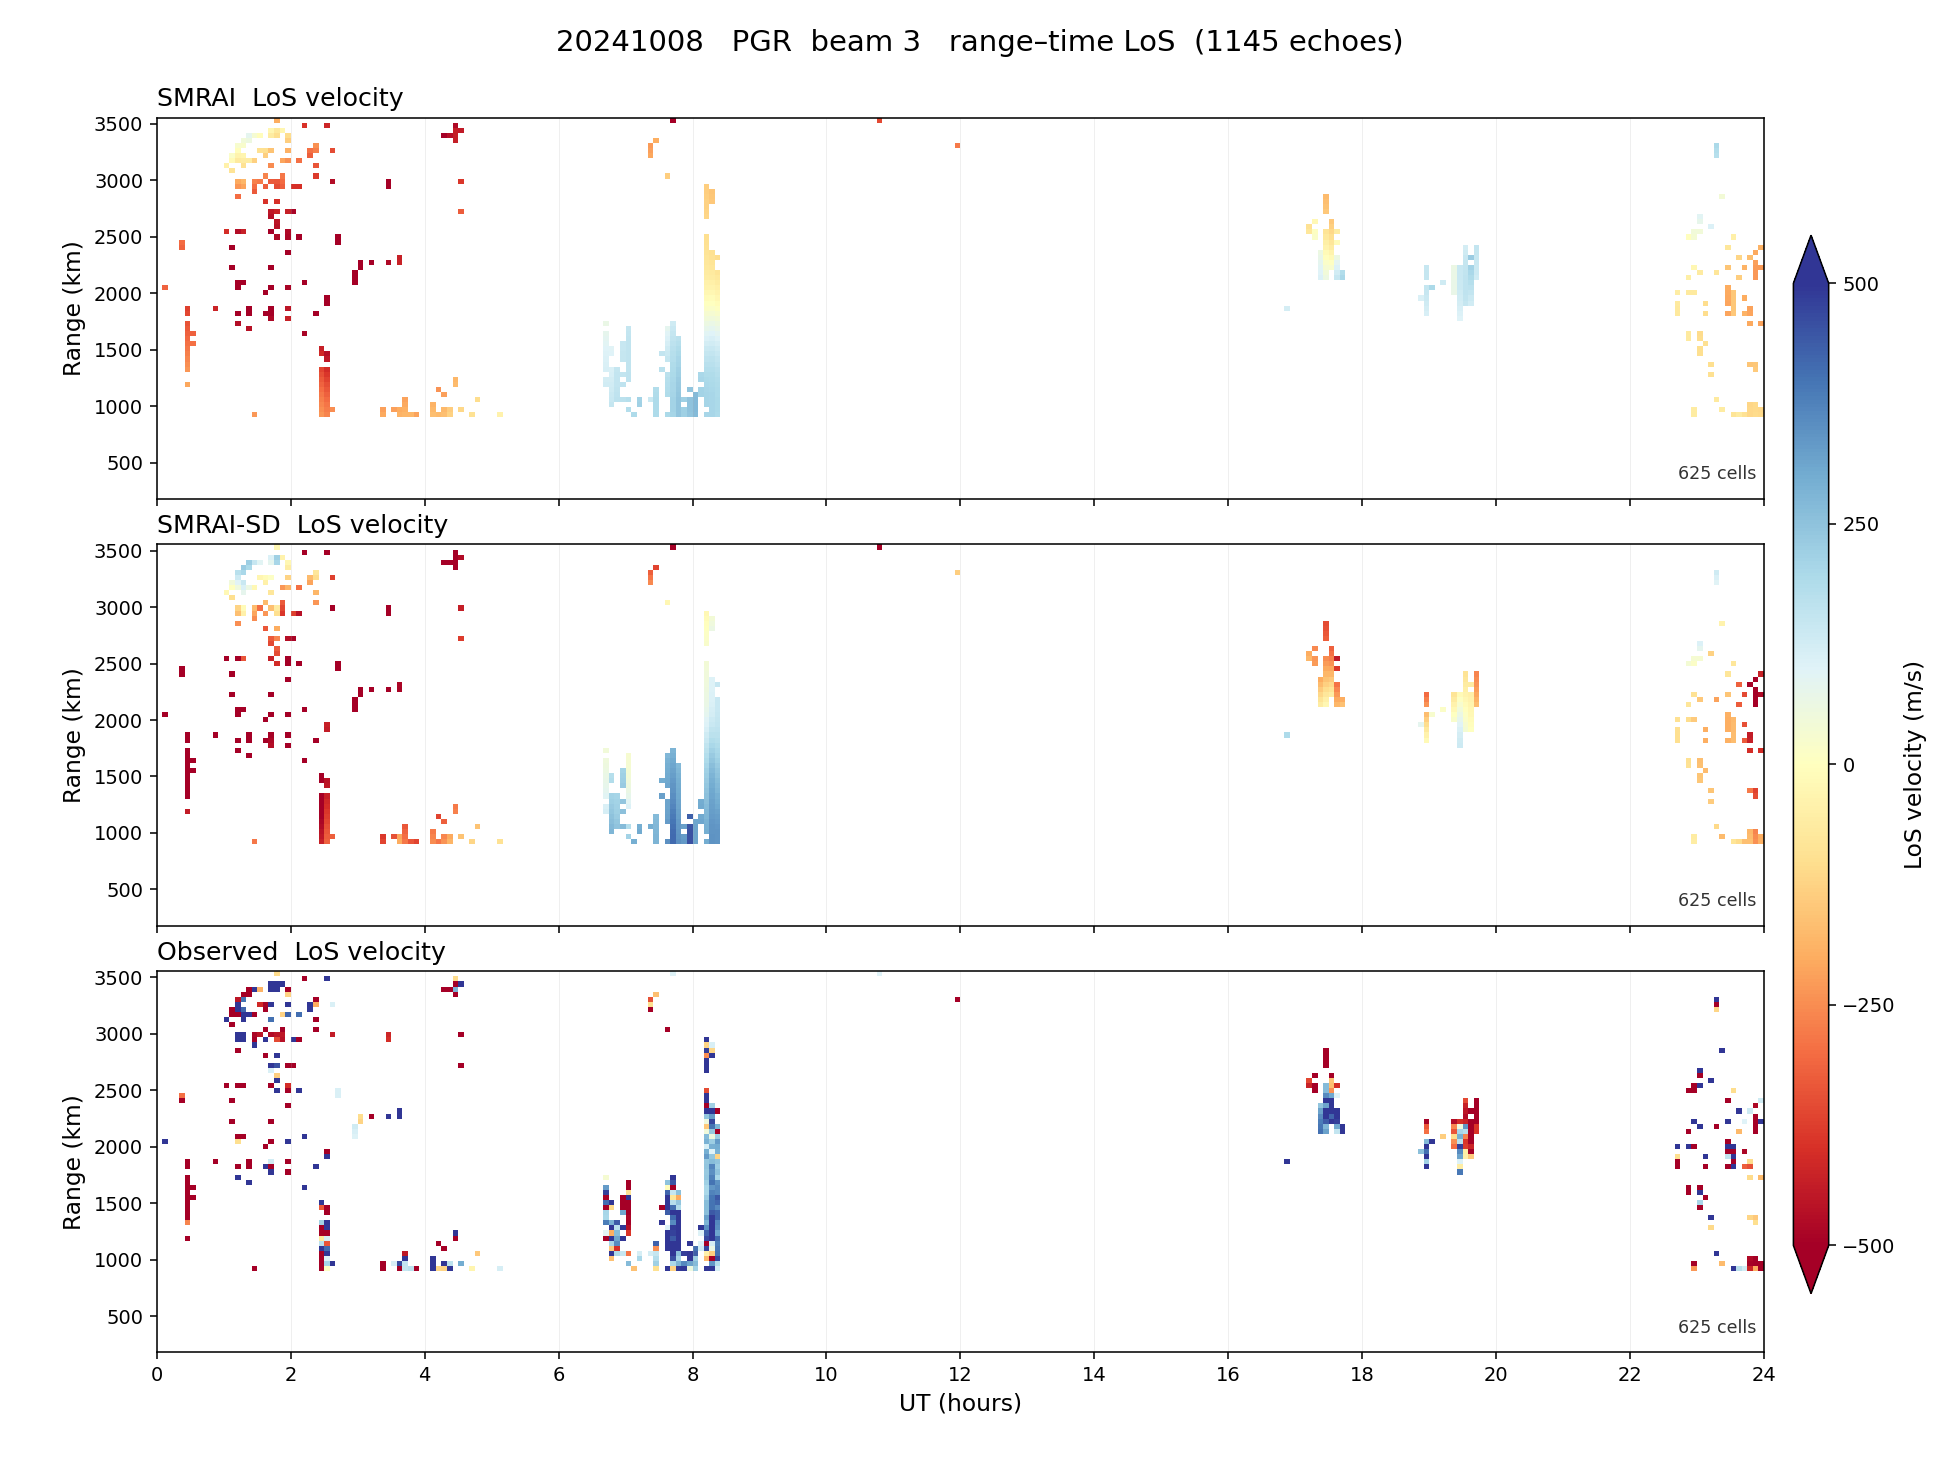 20241008   PGR  beam 3   range–time LoS  (1145 echoes)
SMRAI  LoS velocity
3500
3000
2500
2000
1500
1000
500
Range (km)
625 cells
SMRAI-SD  LoS velocity
3500
3000
2500
2000
1500
1000
500
Range (km)
625 cells
Observed  LoS velocity
3500
3000
2500
2000
1500
1000
500
Range (km)
625 cells
0 2 4 6 8 10 12 14 16 18 20 22 24
UT (hours)
500
250
0
−250
−500
LoS velocity (m/s)